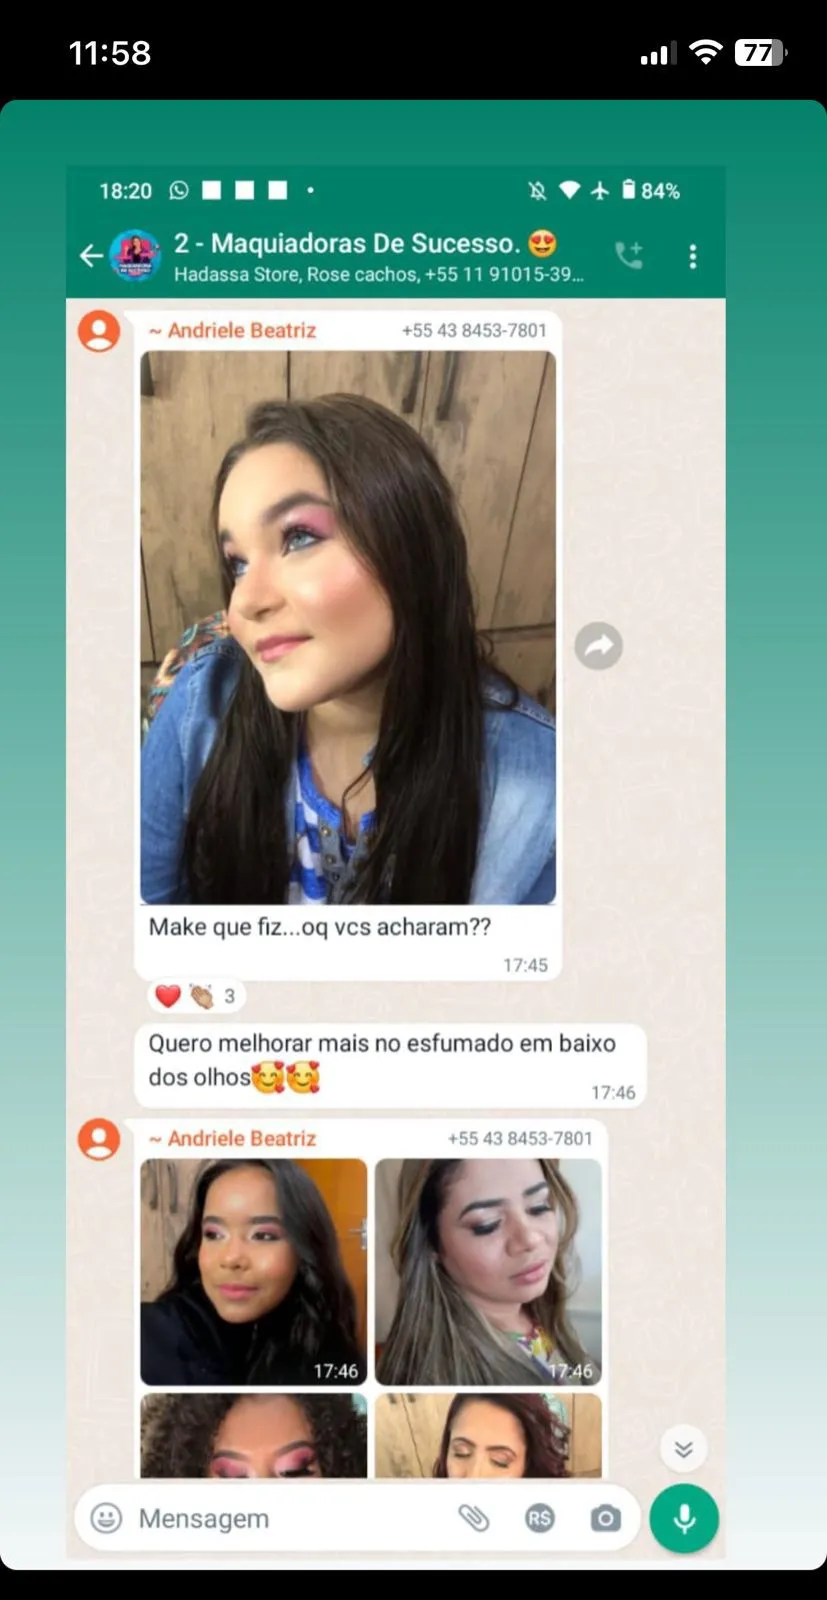 11:58
77
18:20
84%
2 - Maquiadoras De Sucesso. 😍
Hadassa Store, Rose cachos, +55 11 91015-39...
~ Andriele Beatriz +55 43 8453-7801
Make que fiz...oq vcs acharam??
17:45
❤️ 👏🏼 3
Quero melhorar mais no esfumado em baixo
dos olhos🥰🥰
17:46
~ Andriele Beatriz +55 43 8453-7801
17:46
17:46
Mensagem
R$